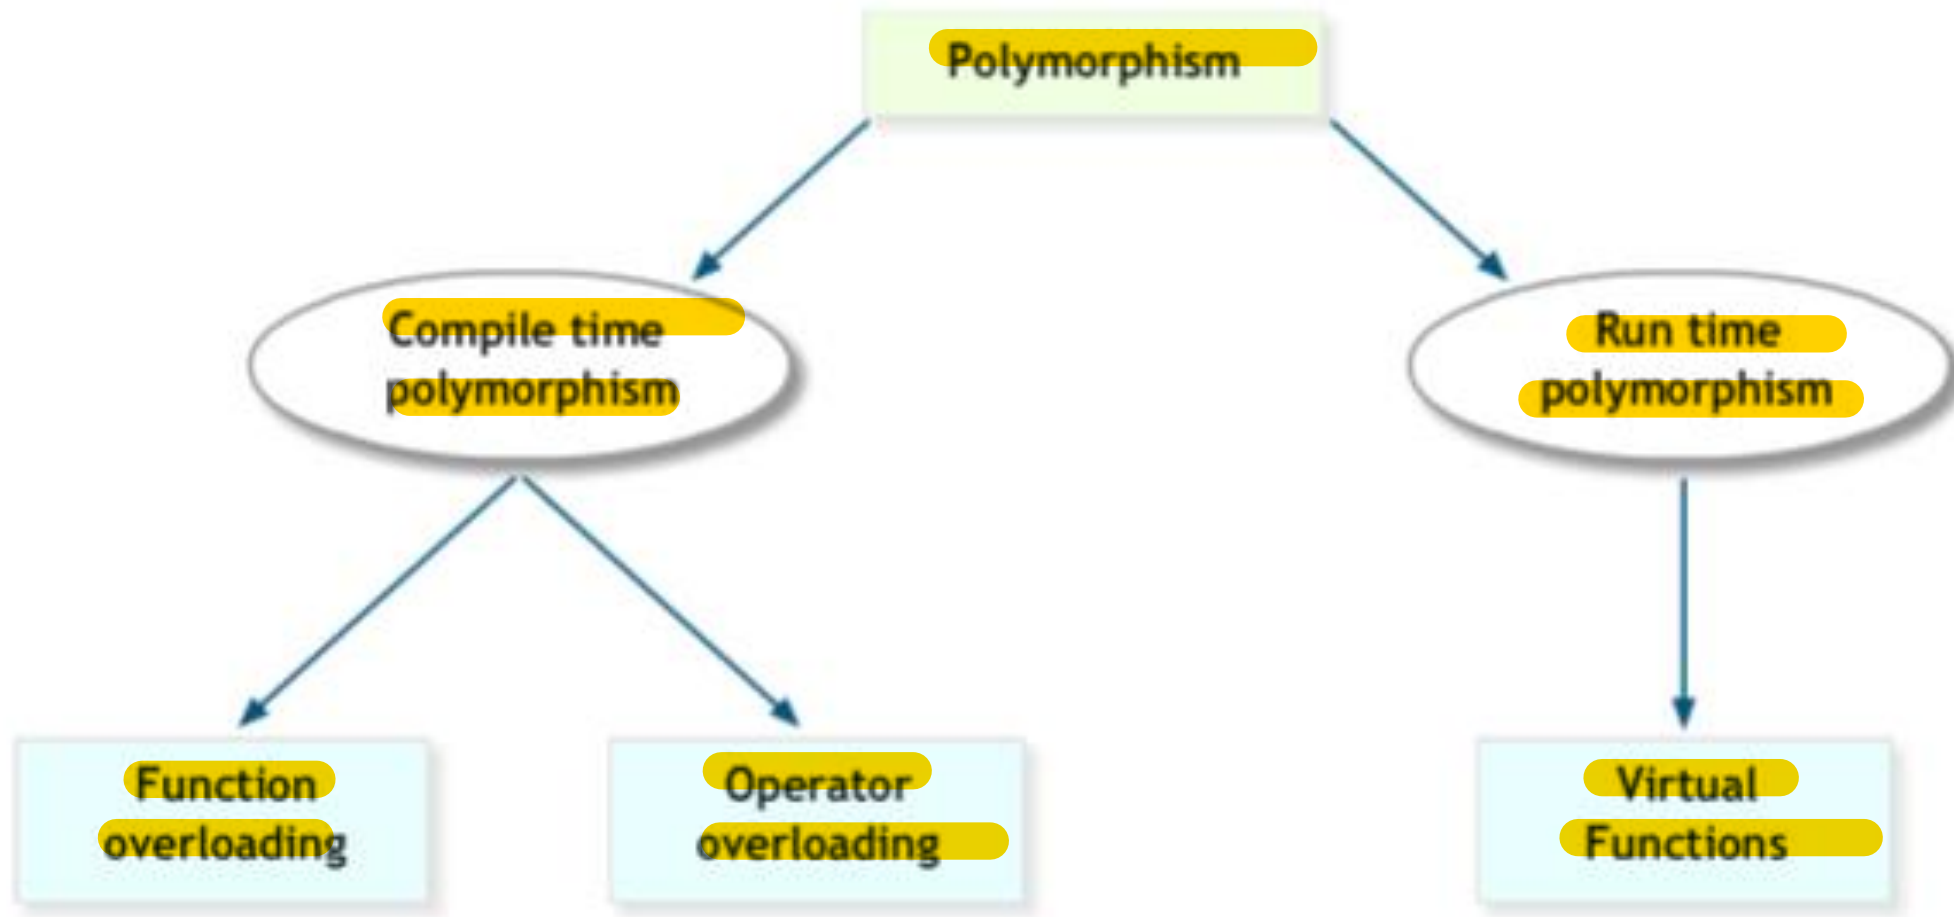 Polymorphism
Compile time
polymorphism
Run time
polymorphism
Function
overloading
Operator
overloading
Virtual
Functions